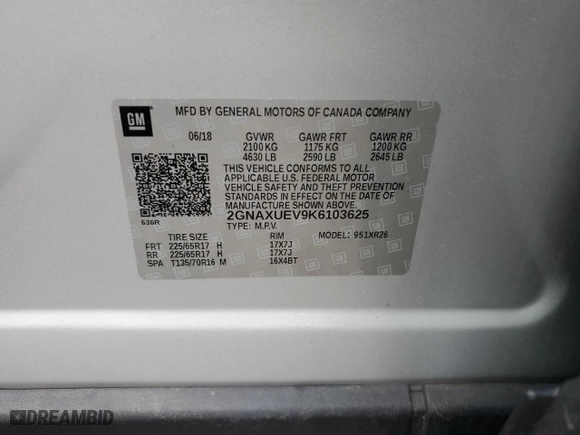 GM
MFD BY GENERAL MOTORS OF CANADA COMPANY
06/18 GVWR GAWR FRT GAWR RR
2100 KG 1175 KG 1200 KG
4630 LB 2590 LB 2645 LB
THIS VEHICLE CONFORMS TO ALL
APPLICABLE U.S. FEDERAL MOTOR
VEHICLE SAFETY AND THEFT PREVENTION
STANDARDS IN EFFECT ON THE DATE OF
MANUFACTURE SHOWN ABOVE.
2GNAXUEV9K6103625
636R TYPE: M.P.V. MODEL: 951XR26
TIRE SIZE RIM
FRT 225/65R17 H 17X7J
RR 225/65R17 H 17X7J
SPA T135/70R16 M 16X4BT
DREAMBID